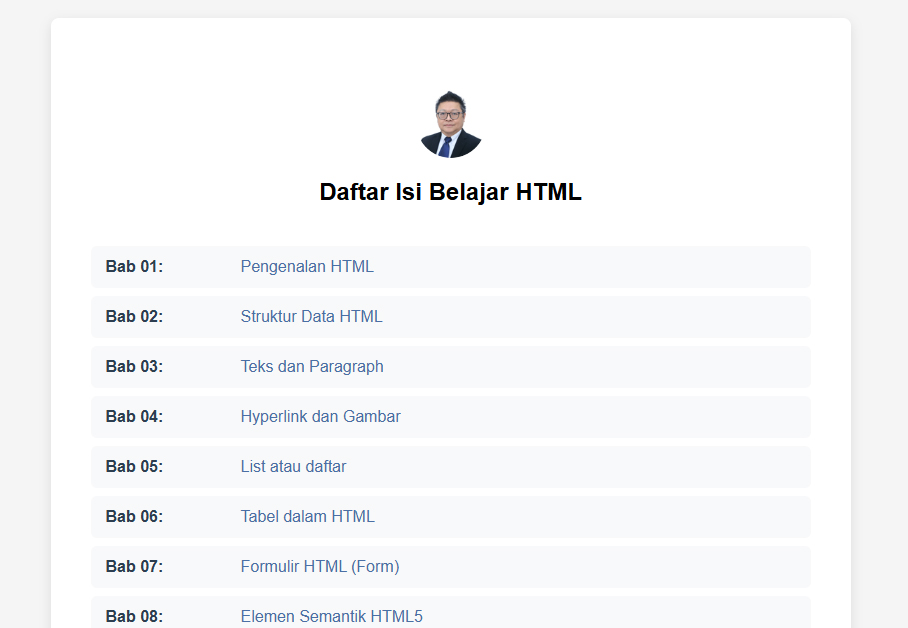 Daftar Isi Belajar HTML
Bab 01: Pengenalan HTML
Bab 02: Struktur Data HTML
Bab 03: Teks dan Paragraph
Bab 04: Hyperlink dan Gambar
Bab 05: List atau daftar
Bab 06: Tabel dalam HTML
Bab 07: Formulir HTML (Form)
Bab 08: Elemen Semantik HTML5